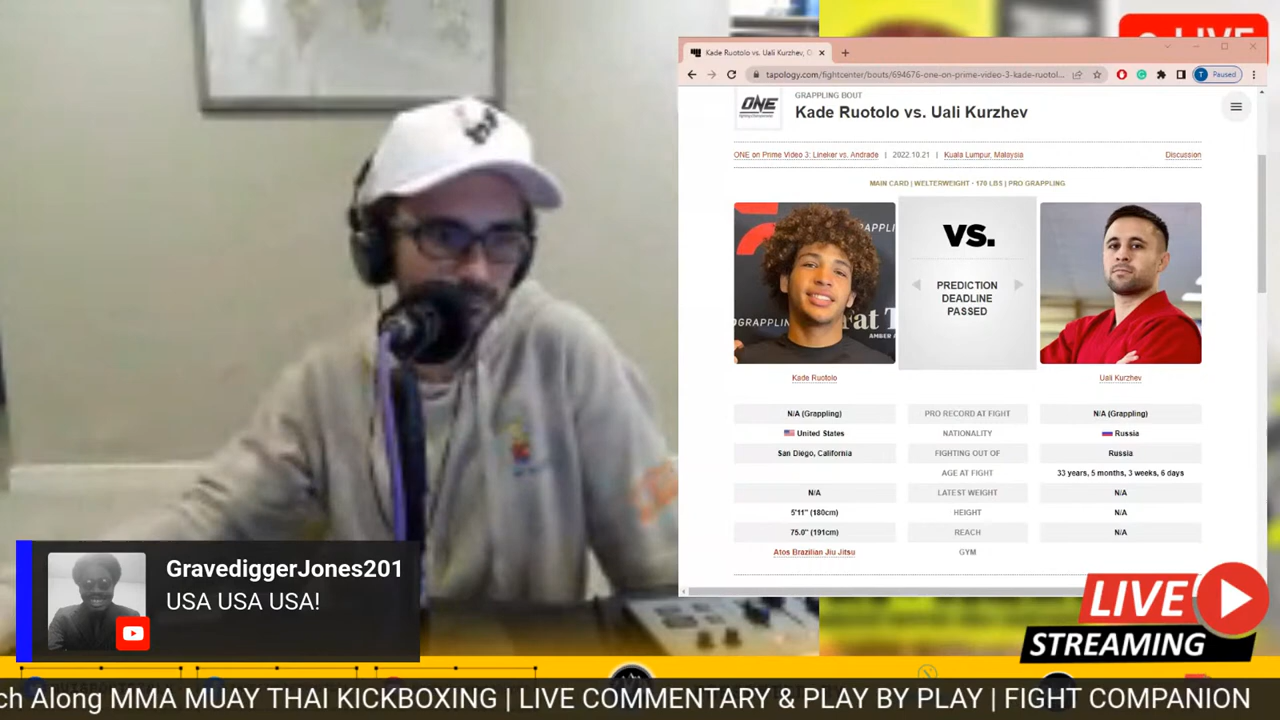 LIVE
Kade Ruotolo vs. Uali Kurzhev, O
tapology.com/fightcenter/bouts/694676-one-on-prime-video-3-kade-ruotol...
T Paused
ONE
GRAPPLING BOUT
Kade Ruotolo vs. Uali Kurzhev
ONE on Prime Video 3: Lineker vs. Andrade | 2022.10.21 | Kuala Lumpur, Malaysia
Discussion
MAIN CARD | WELTERWEIGHT - 170 LBS | PRO GRAPPLING
VS.
PREDICTION
DEADLINE
PASSED
Kade Ruotolo
Uali Kurzhev
N/A (Grappling) PRO RECORD AT FIGHT N/A (Grappling)
United States NATIONALITY Russia
San Diego, California FIGHTING OUT OF Russia
AGE AT FIGHT 33 years, 5 months, 3 weeks, 6 days
N/A LATEST WEIGHT N/A
5'11" (180cm) HEIGHT N/A
75.0" (191cm) REACH N/A
Atos Brazilian Jiu Jitsu GYM
GravediggerJones201
USA USA USA!
LIVE
STREAMING
ch Along MMA MUAY THAI KICKBOXING | LIVE COMMENTARY & PLAY BY PLAY | FIGHT COMPANION